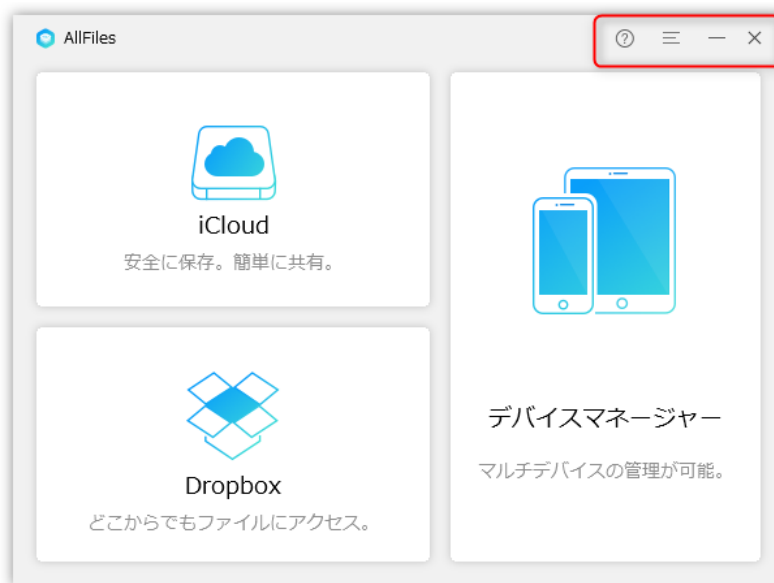 AllFiles
iCloud
安全に保存。簡単に共有。
Dropbox
どこからでもファイルにアクセス。
デバイスマネージャー
マルチデバイスの管理が可能。